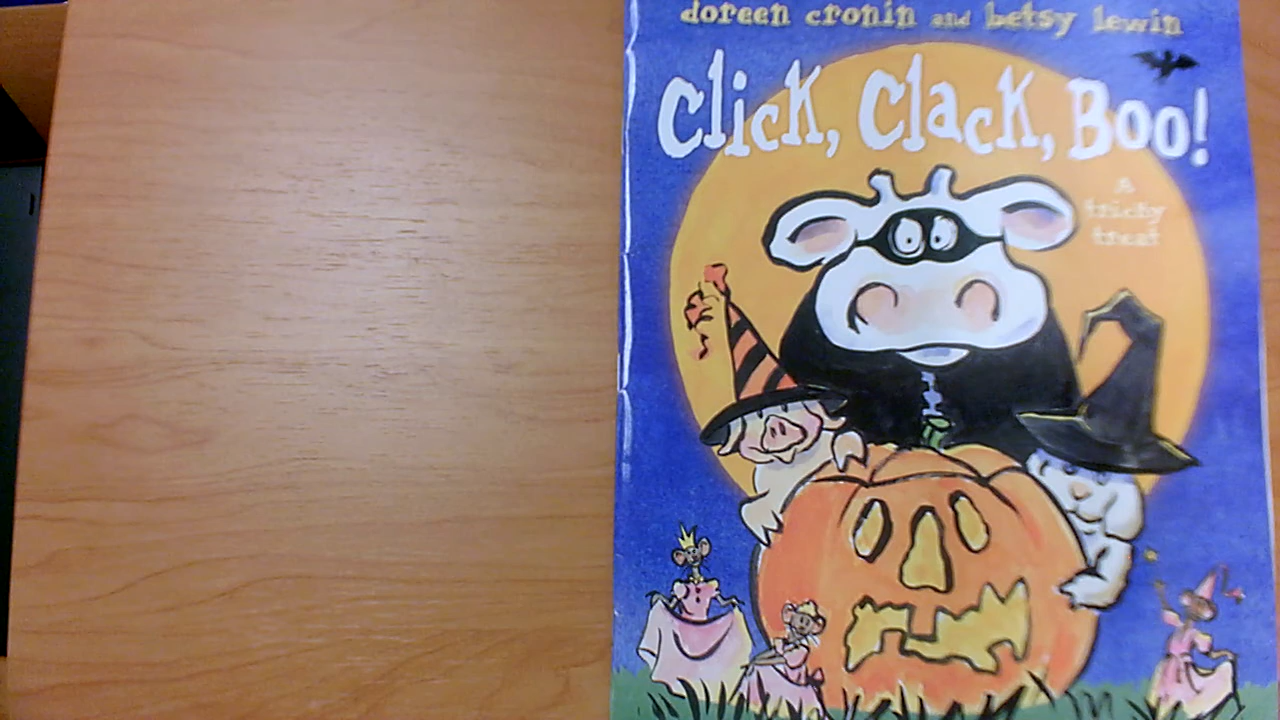 doreen cronin and betsy lewin
Click, Clack, Boo!
A
tricky
treat